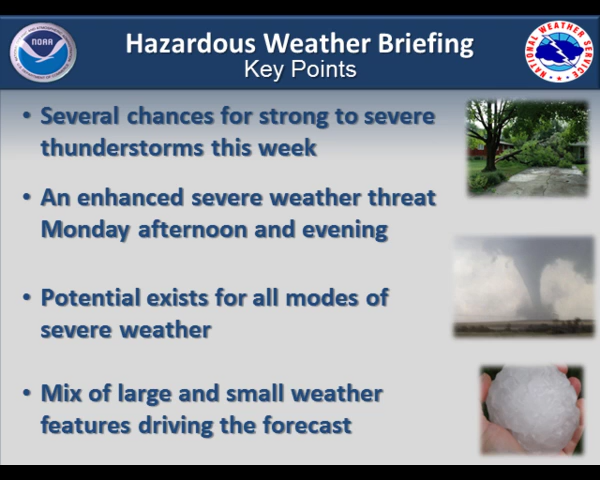 NOAA
NATIONAL WEATHER SERVICE
Hazardous Weather Briefing
Key Points
• Several chances for strong to severe
thunderstorms this week
• An enhanced severe weather threat
Monday afternoon and evening
• Potential exists for all modes of
severe weather
• Mix of large and small weather
features driving the forecast